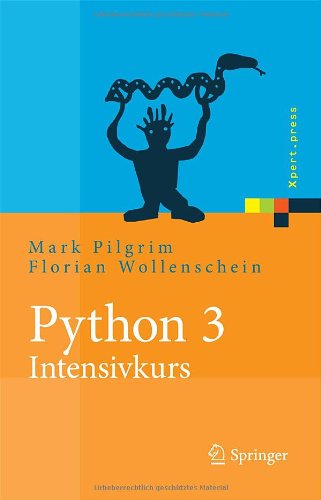 Xpert.press
Mark Pilgrim
Florian Wollenschein
Python 3
Intensivkurs
Springer
Urheberrechtlich geschütztes Material